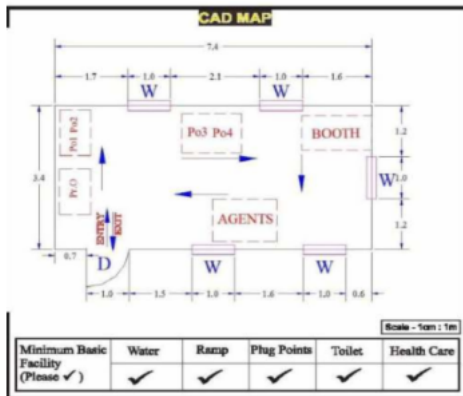 CAD MAP
7.4
1.7 1.0 2.1 1.0 1.6
W W
Po1 Po2
Po3 Po4
BOOTH
1.2
3.4
Pr.O
W
1.0
AGENTS
1.2
ENTRY
EXIT
0.7 D W W
1.0 1.5 1.0 1.6 1.0 0.6
Scale - 1cm : 1m
Minimum Basic Facility (Please ✓) Water Ramp Plug Points Toilet Health Care
✓ ✓ ✓ ✓ ✓